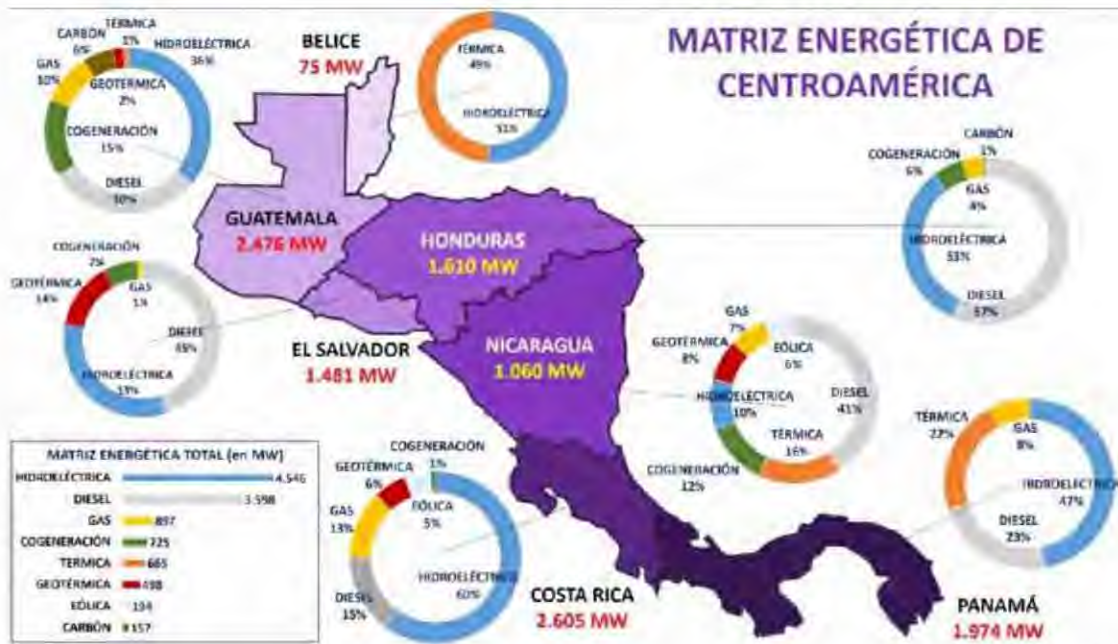 MATRIZ ENERGÉTICA DE
CENTROAMÉRICA
CARBÓN
6%
TÉRMICA
1%
HIDROELÉCTRICA
36%
GAS
10%
GEOTÉRMICA
2%
COGENERACIÓN
15%
DIESEL
30%
BELICE
75 MW
TÉRMICA
49%
HIDROELÉCTRICA
51%
CARBÓN
1%
COGENERACIÓN
6%
GAS
4%
HIDROELÉCTRICA
DIESEL
57%
GUATEMALA
2.476 MW
HONDURAS
1.610 MW
COGENERACIÓN
7%
GEOTÉRMICA
14%
GAS
1%
DIESEL
HIDROELÉCTRICA
EL SALVADOR
1.481 MW
NICARAGUA
1.060 MW
GAS
7%
GEOTÉRMICA
8%
EÓLICA
6%
HIDROELÉCTRICA
10%
DIESEL
41%
TÉRMICA
16%
COGENERACIÓN
12%
TÉRMICA
22%
GAS
8%
HIDROELÉCTRICA
47%
DIESEL
23%
COGENERACIÓN
1%
GEOTÉRMICA
6%
EÓLICA
5%
GAS
13%
HIDROELÉCTRICA
60%
DIESEL
15%
COSTA RICA
2.605 MW
PANAMÁ
1.974 MW
MATRIZ ENERGÉTICA TOTAL (en MW)
HIDROELÉCTRICA 4.546
DIESEL 3.598
GAS 897
COGENERACIÓN 725
TERMICA 665
GEOTÉRMICA 498
EÓLICA 194
CARBÓN 157